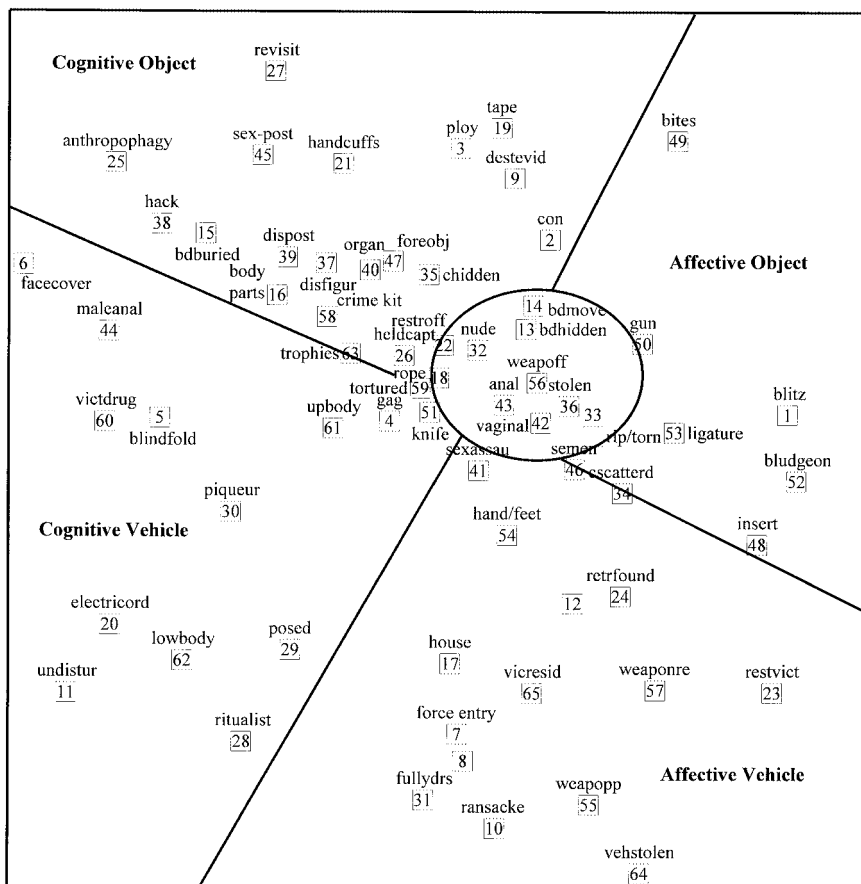 revisit
27
Cognitive Object
tape
19
ploy
3
bites
49
anthropophagy
25
sex-post
45
handcuffs
21
destevid
9
hack
38
15
bdburied
con
2
dispost
39
37
disfigur
organ
40
foreobj
47
35 chidden
Affective Object
6
facecover
body
parts 16
crime kit
58
14 bdmove
13 bdhidden
gun
50
malcanal
44
restroff
22
nude
32
heldcapt
26
trophies 63
weapoff
56
stolen
36
rope 18
tortured 59
anal
43
33
victdrug
60
5
blindfold
upbody
61
gag
4
51
knife
vaginal 42
rip/torn
53 ligature
blitz
1
sexassau
41
semen
46
escatterd
34
bludgeon
52
piqueur
30
Cognitive Vehicle
hand/feet
54
insert
48
retrfound
24
12
electricord
20
lowbody
62
posed
29
house
17
undistur
11
vicresid
65
weaponre
57
restvict
23
ritualist
28
force entry
7
8
fullydrs
31
weapopp
55
Affective Vehicle
ransacke
10
vehstolen
64